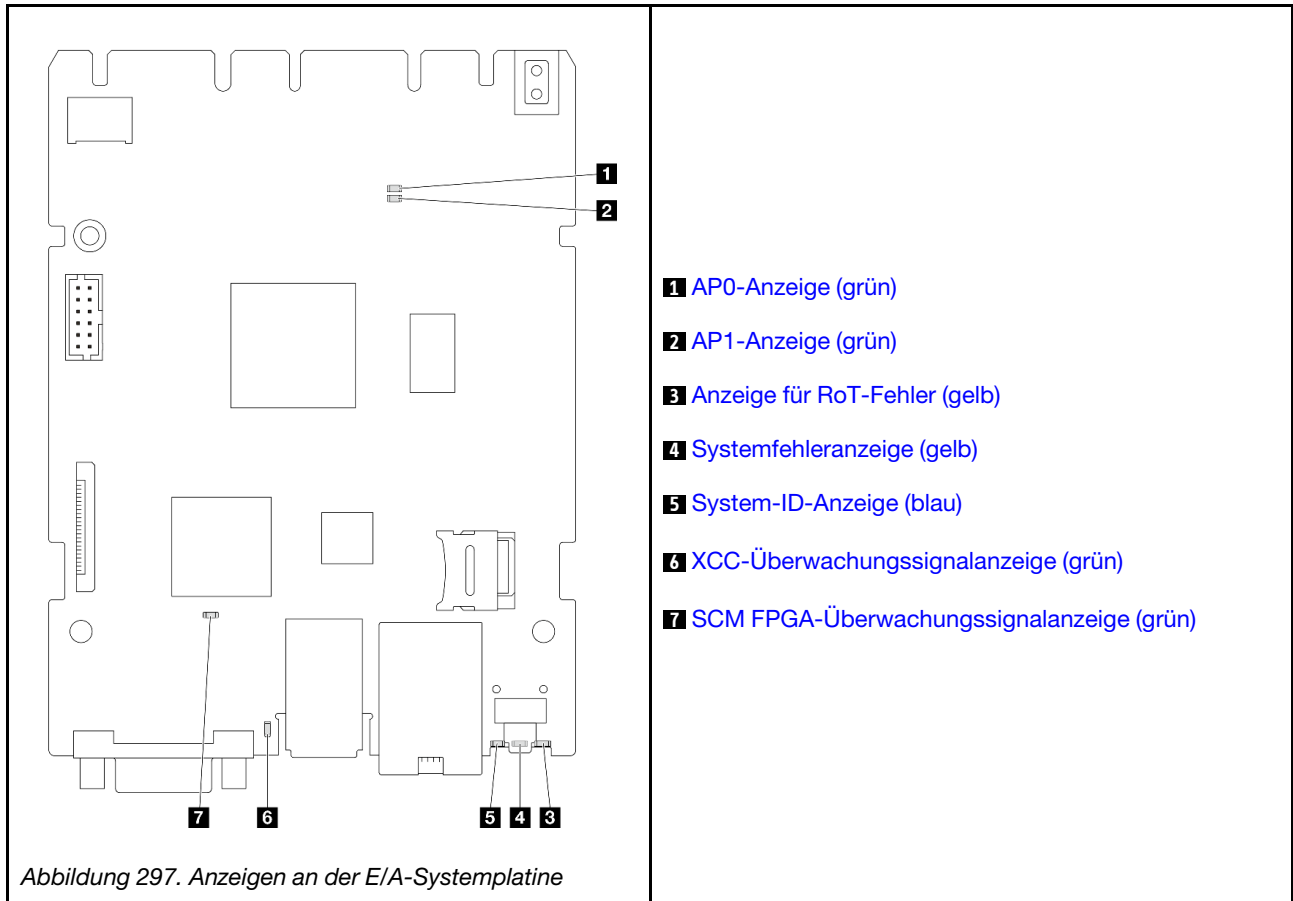 1
2
7
6
5
4
3
Abbildung 297. Anzeigen an der E/A-Systemplatine
1 AP0-Anzeige (grün)
2 AP1-Anzeige (grün)
3 Anzeige für RoT-Fehler (gelb)
4 Systemfehleranzeige (gelb)
5 System-ID-Anzeige (blau)
6 XCC-Überwachungssignalanzeige (grün)
7 SCM FPGA-Überwachungssignalanzeige (grün)